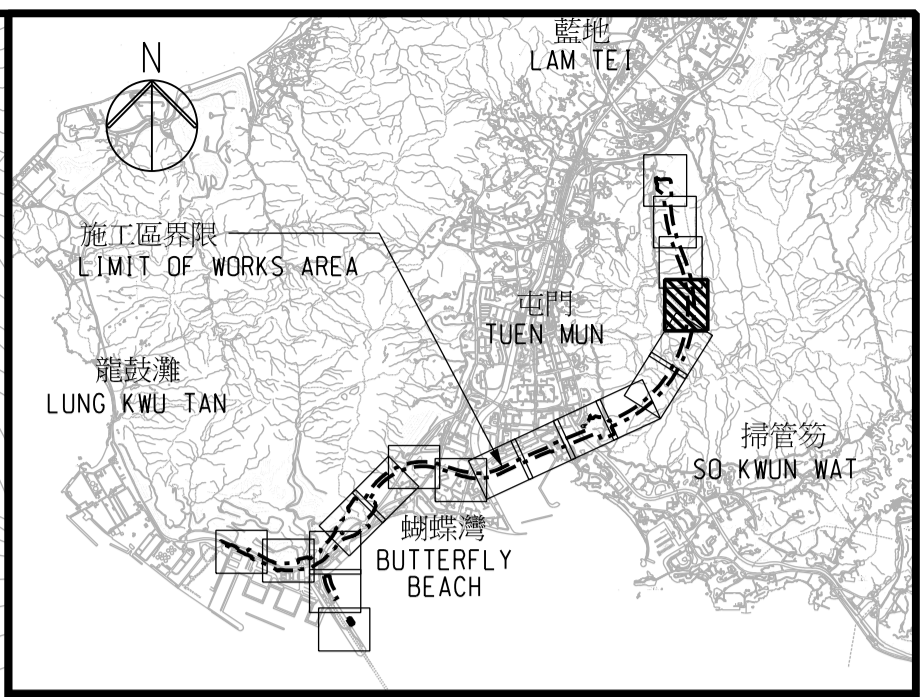 藍地
LAM TEI
N
施工區界限
LIMIT OF WORKS AREA
屯門
TUEN MUN
龍鼓灘
LUNG KWU TAN
掃管笏
SO KWUN WAT
蝴蝶灣
BUTTERFLY
BEACH